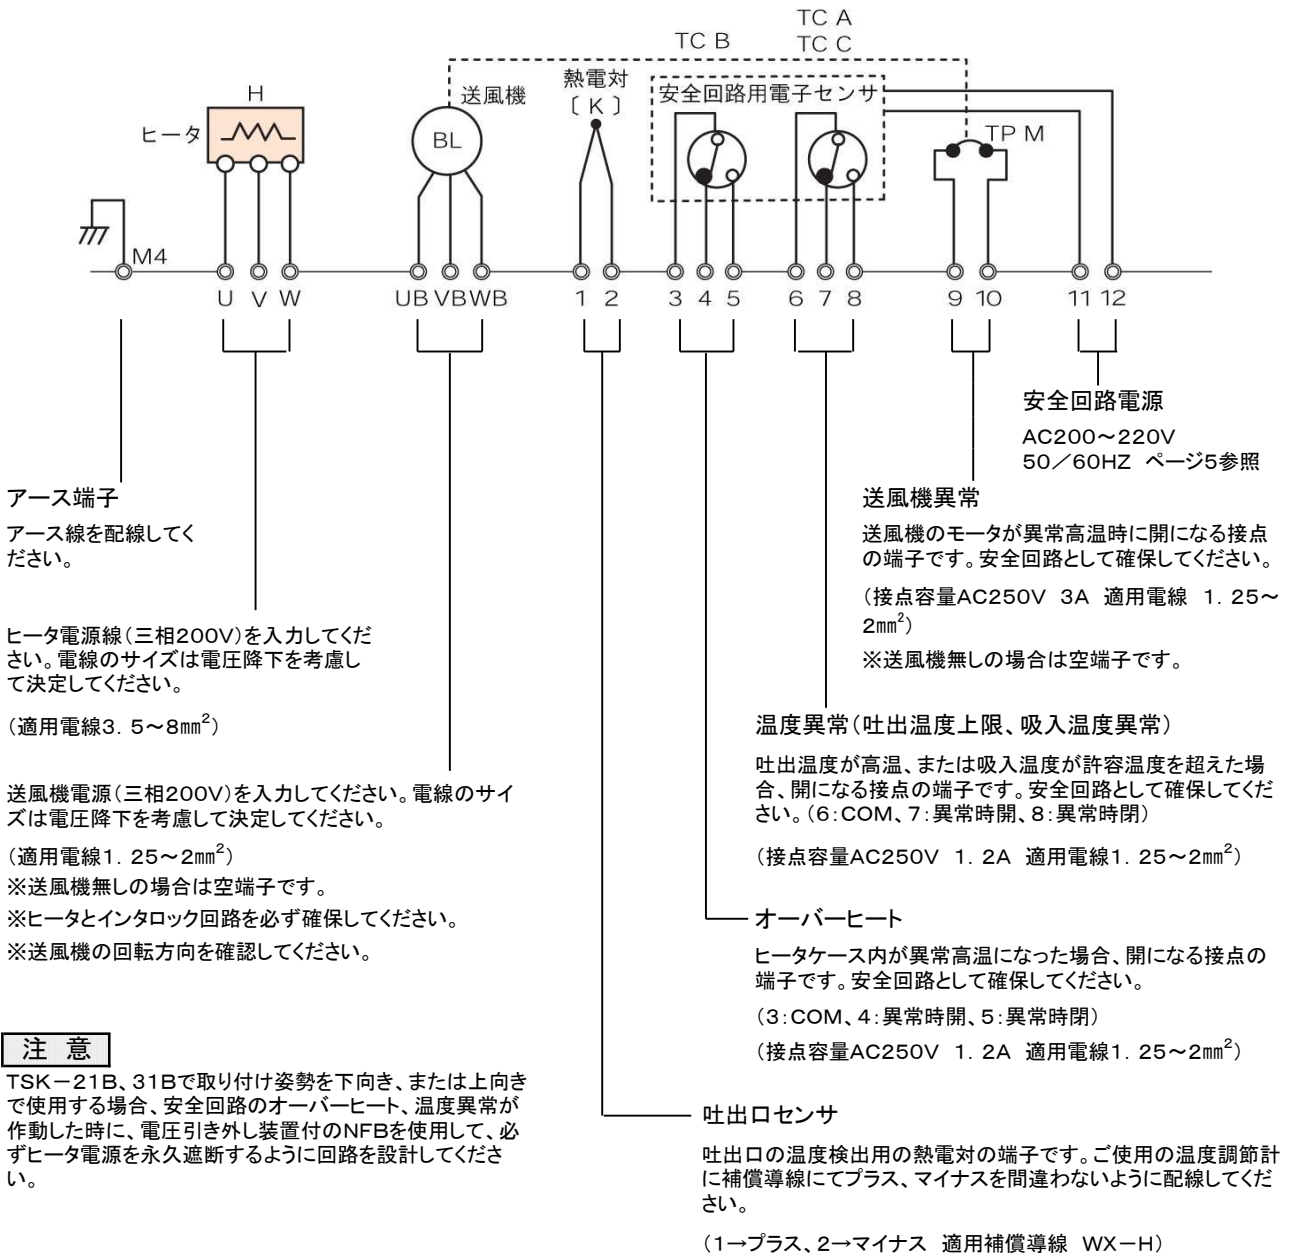 TC A
TC B
TC C
H
ヒータ
送風機
BL
熱電対
〔K〕
安全回路用電子センサ
TP M
M4
U V W
UB VB WB
1 2
3 4 5
6 7 8
9 10
11 12
安全回路電源
AC200～220V
50／60HZ ページ5参照
アース端子
アース線を配線してく
ださい。
送風機異常
送風機のモータが異常高温時に開になる接点
の端子です。安全回路として確保してください。
（接点容量AC250V 3A 適用電線 1．25～
2㎜²）
※送風機無しの場合は空端子です。
ヒータ電源線（三相200V）を入力してくだ
さい。電線のサイズは電圧降下を考慮し
て決定してください。
（適用電線3．5～8㎜²）
温度異常（吐出温度上限、吸入温度異常）
吐出温度が高温、または吸入温度が許容温度を超えた場
合、開になる接点の端子です。安全回路として確保してくだ
さい。（6：COM、7：異常時開、8：異常時閉）
（接点容量AC250V 1．2A 適用電線1．25～2㎜²）
送風機電源（三相200V）を入力してください。電線のサイ
ズは電圧降下を考慮して決定してください。
（適用電線1．25～2㎜²）
※送風機無しの場合は空端子です。
※ヒータとインタロック回路を必ず確保してください。
※送風機の回転方向を確認してください。
オーバーヒート
ヒータケース内が異常高温になった場合、開になる接点の
端子です。安全回路として確保してください。
（3：COM、4：異常時開、5：異常時閉）
（接点容量AC250V 1．2A 適用電線1．25～2㎜²）
注 意
TSK－21B、31Bで取り付け姿勢を下向き、または上向き
で使用する場合、安全回路のオーバーヒート、温度異常が
作動した時に、電圧引き外し装置付のNFBを使用して、必
ずヒータ電源を永久遮断するように回路を設計してくださ
い。
吐出口センサ
吐出口の温度検出用の熱電対の端子です。ご使用の温度調節計
に補償導線にてプラス、マイナスを間違わないように配線してくだ
さい。
（1→プラス、2→マイナス 適用補償導線 WX－H）